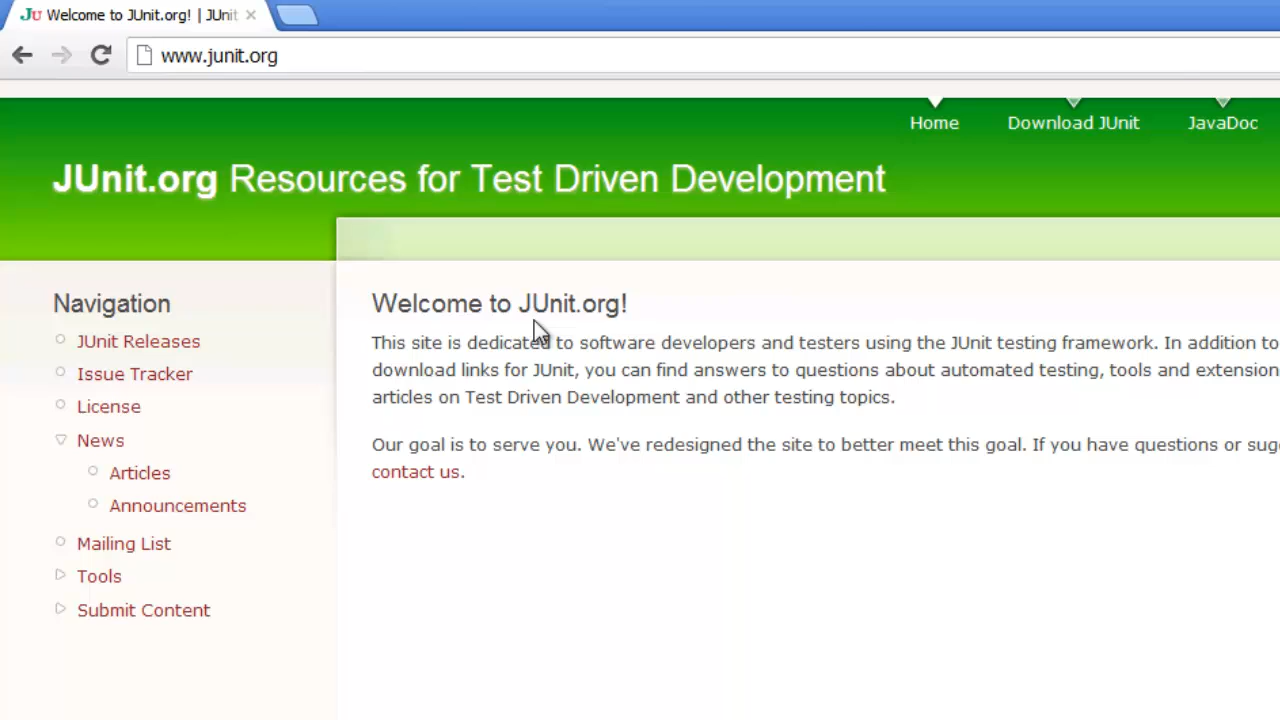 Welcome to JUnit.org! | JUnit
www.junit.org
Home Download JUnit JavaDoc
JUnit.org Resources for Test Driven Development
Navigation
JUnit Releases
Issue Tracker
License
News
Articles
Announcements
Mailing List
Tools
Submit Content
Welcome to JUnit.org!
This site is dedicated to software developers and testers using the JUnit testing framework. In addition to
download links for JUnit, you can find answers to questions about automated testing, tools and extension
articles on Test Driven Development and other testing topics.
Our goal is to serve you. We've redesigned the site to better meet this goal. If you have questions or sug
contact us.